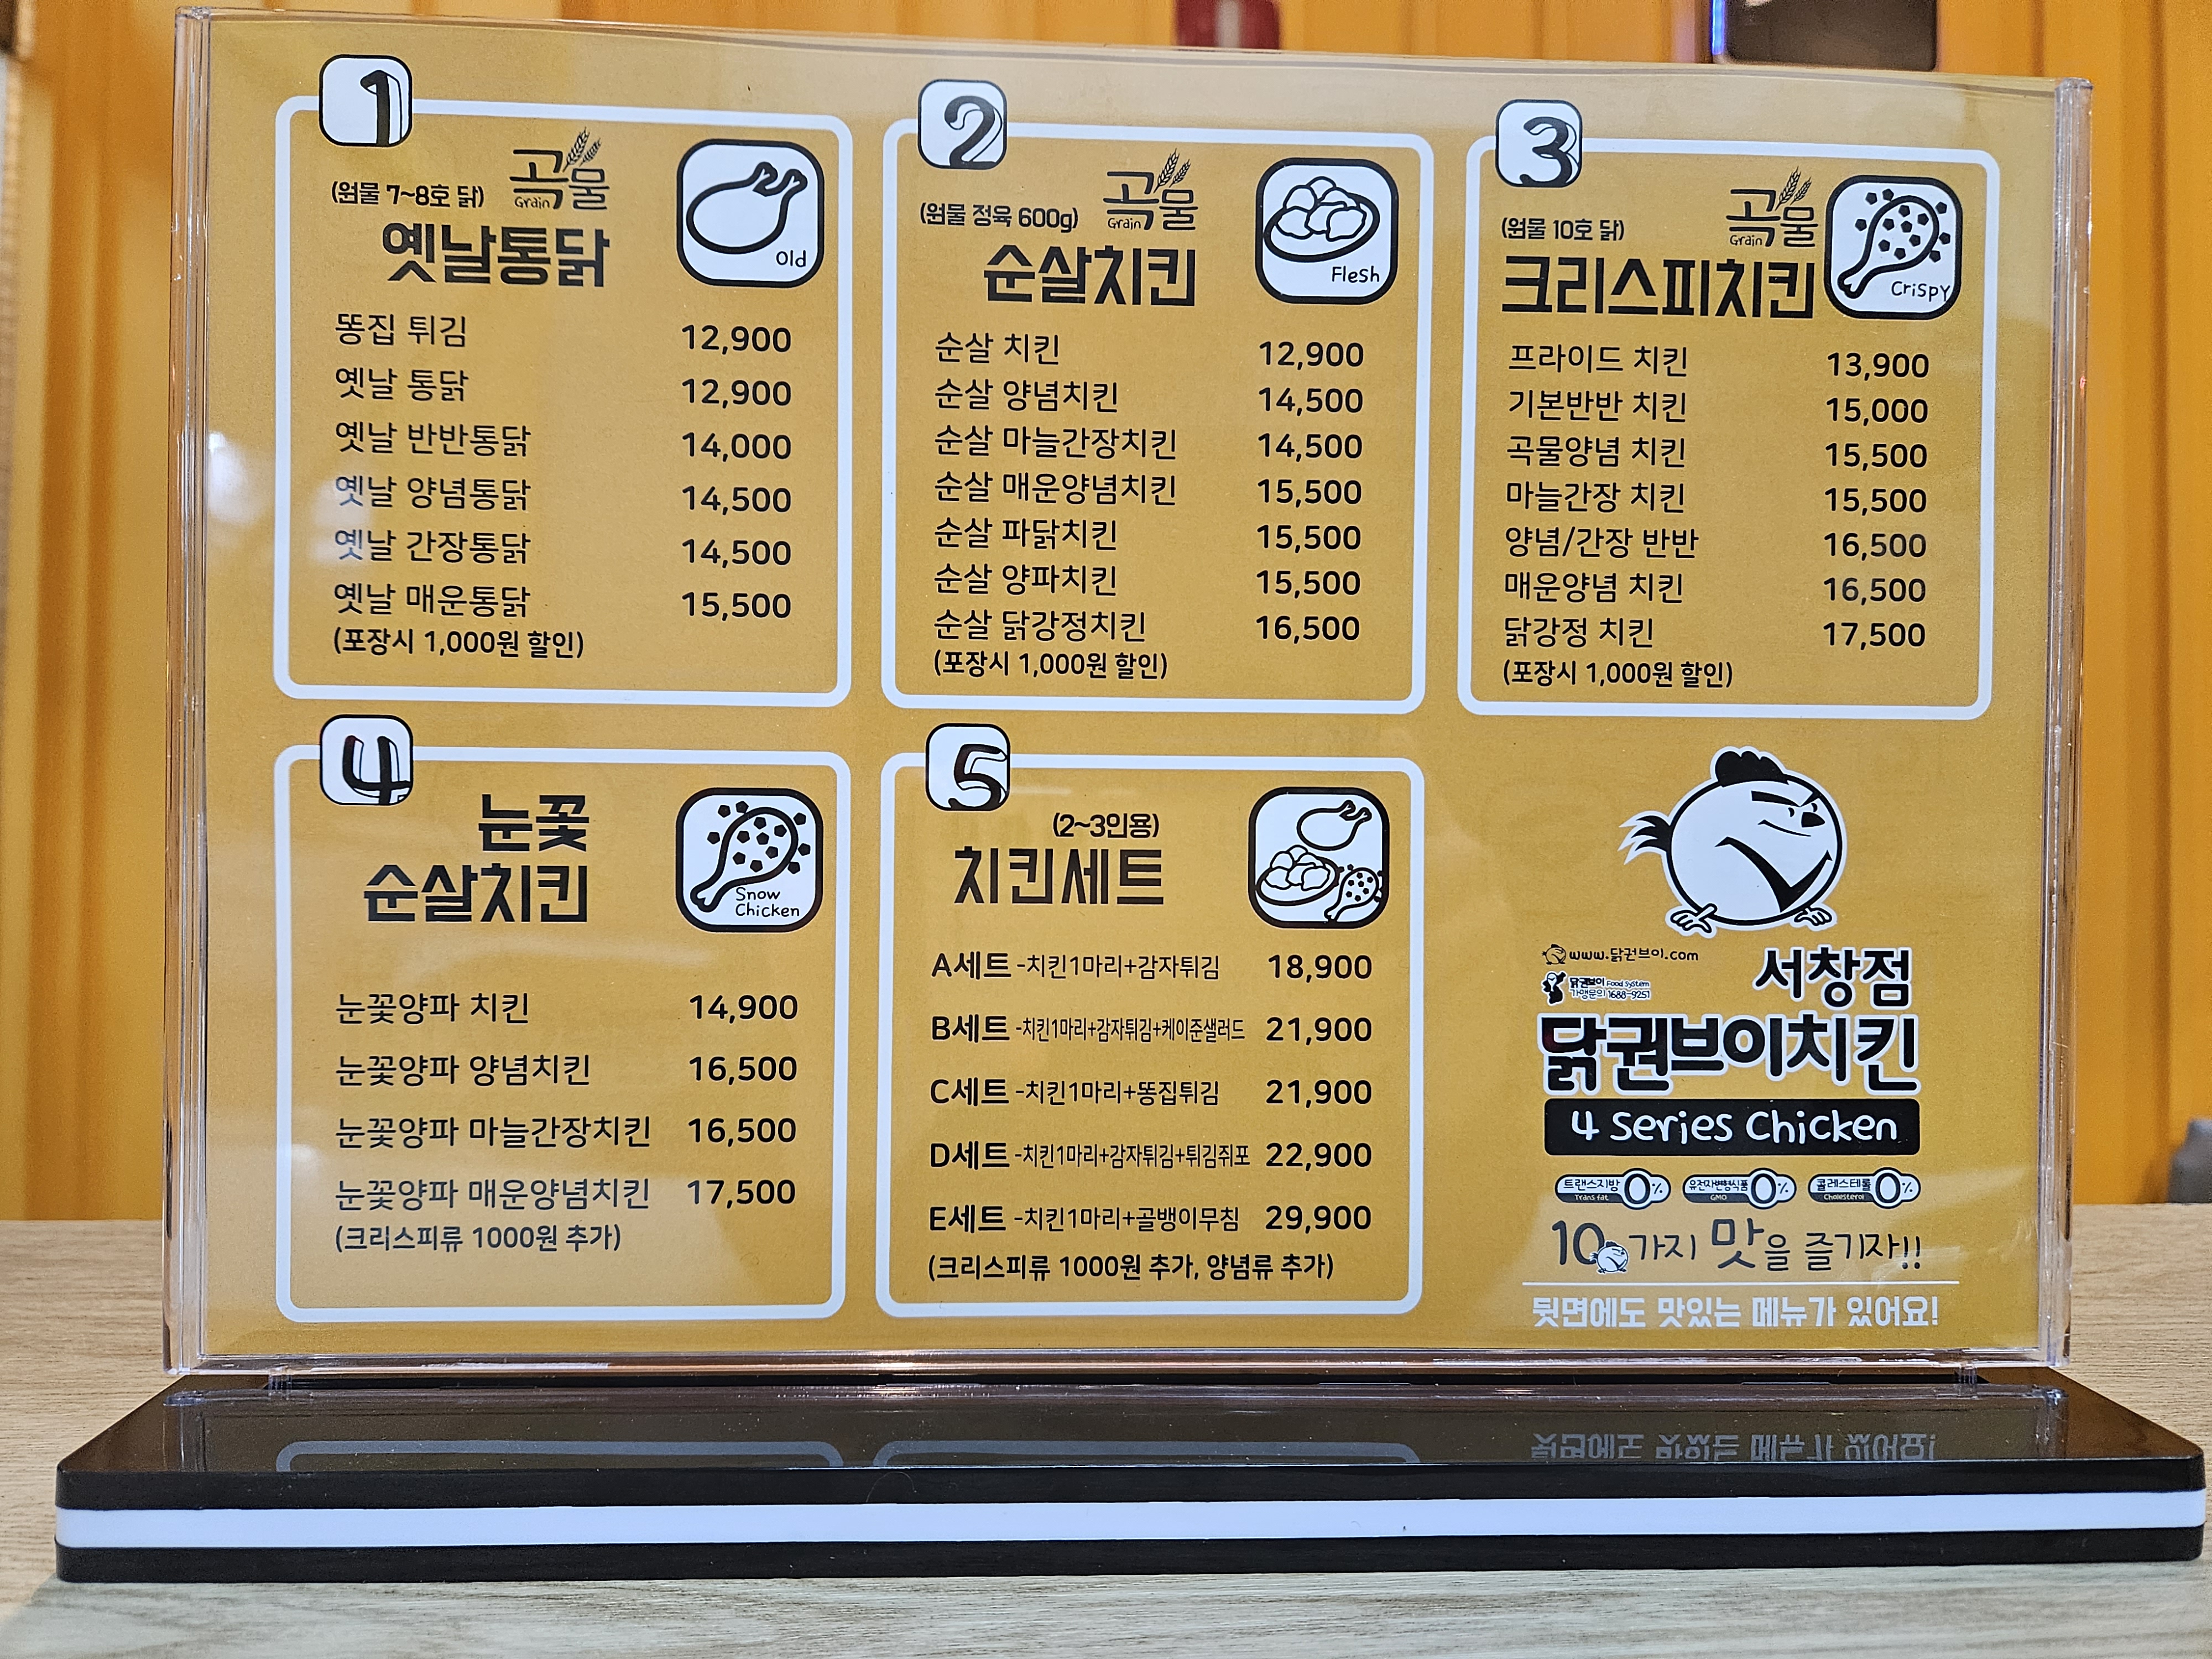 1
(원물 7~8호 닭)
곡물
Grain
옛날통닭
Old
똥집 튀김 12,900
옛날 통닭 12,900
옛날 반반통닭 14,000
옛날 양념통닭 14,500
옛날 간장통닭 14,500
옛날 매운통닭 15,500
(포장시 1,000원 할인)
2
(원물 정육 600g)
곡물
Grain
순살치킨
Flesh
순살 치킨 12,900
순살 양념치킨 14,500
순살 마늘간장치킨 14,500
순살 매운양념치킨 15,500
순살 파닭치킨 15,500
순살 양파치킨 15,500
순살 닭강정치킨 16,500
(포장시 1,000원 할인)
3
(원물 10호 닭)
곡물
Grain
크리스피치킨
Crispy
프라이드 치킨 13,900
기본반반 치킨 15,000
곡물양념 치킨 15,500
마늘간장 치킨 15,500
양념/간장 반반 16,500
매운양념 치킨 16,500
닭강정 치킨 17,500
(포장시 1,000원 할인)
4
눈꽃
순살치킨
Snow
Chicken
눈꽃양파 치킨 14,900
눈꽃양파 양념치킨 16,500
눈꽃양파 마늘간장치킨 16,500
눈꽃양파 매운양념치킨 17,500
(크리스피류 1000원 추가)
5
(2~3인용)
치킨세트
A세트 -치킨1마리+감자튀김 18,900
B세트 -치킨1마리+감자튀김+케이준샐러드 21,900
C세트 -치킨1마리+똥집튀김 21,900
D세트 -치킨1마리+감자튀김+튀김쥐포 22,900
E세트 -치킨1마리+골뱅이무침 29,900
(크리스피류 1000원 추가, 양념류 추가)
www.닭권브이.com
닭권브이 Food System
가맹문의 1688-9251
서창점
닭권브이치킨
4 Series Chicken
트랜스지방 0%
Trans fat
유전자변형식품 0%
GMO
콜레스테롤 0%
Cholesterol
10가지 맛을 즐기자!!
뒷면에도 맛있는 메뉴가 있어요!